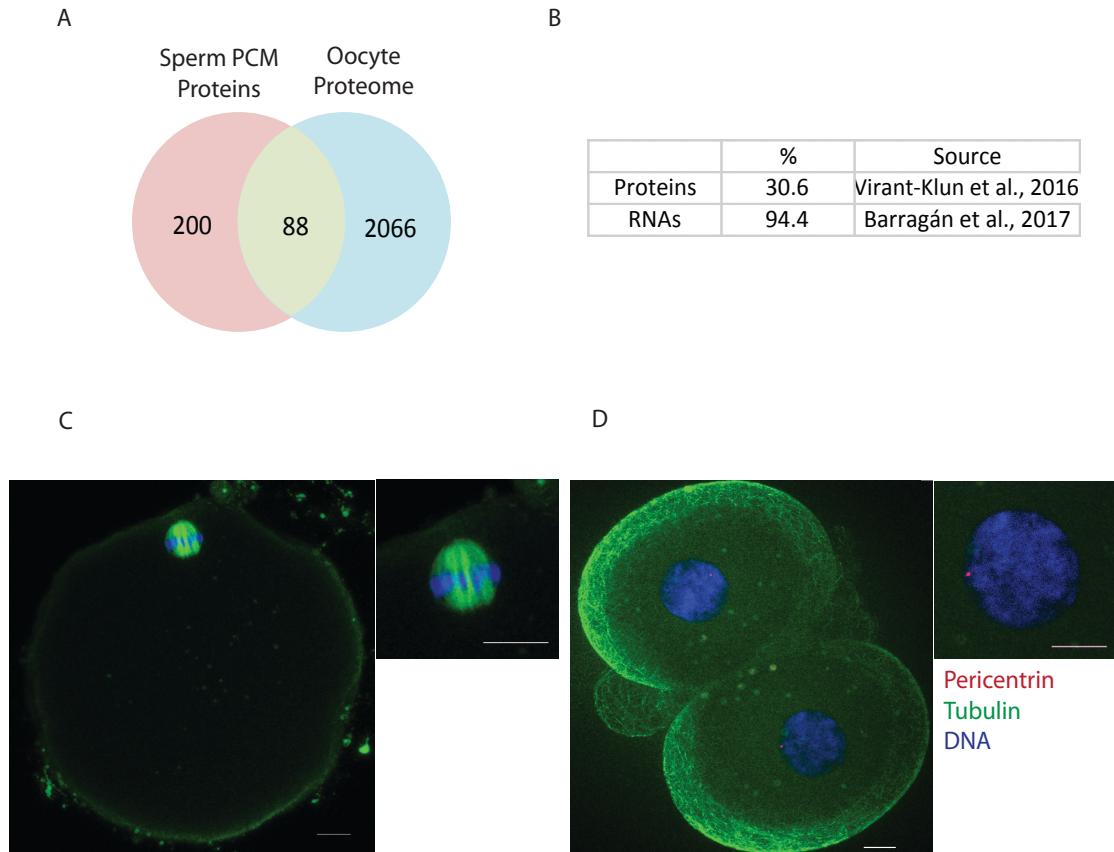 A
Sperm PCM
Proteins
Oocyte
Proteome
200
88
2066
B
% Source
Proteins 30.6 Virant-Klun et al., 2016
RNAs 94.4 Barragán et al., 2017
C
D
Pericentrin
Tubulin
DNA